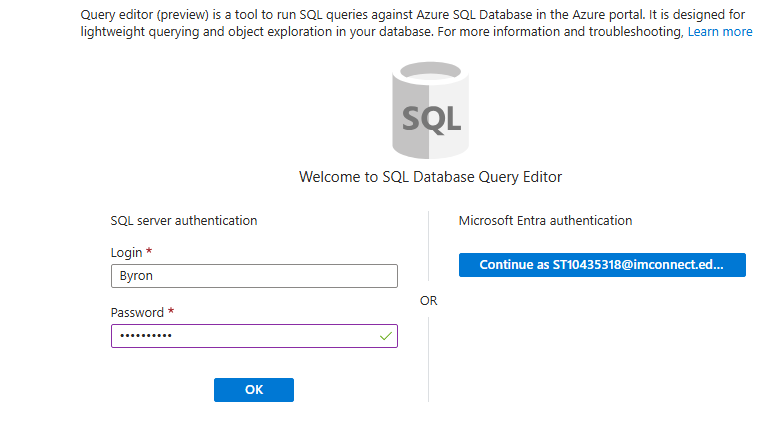 Query editor (preview) is a tool to run SQL queries against Azure SQL Database in the Azure portal. It is designed for
lightweight querying and object exploration in your database. For more information and troubleshooting, Learn more
SQL
Welcome to SQL Database Query Editor
SQL server authentication
Login *
Byron
Password *
••••••••••
OK
OR
Microsoft Entra authentication
Continue as ST10435318@imconnect.ed...